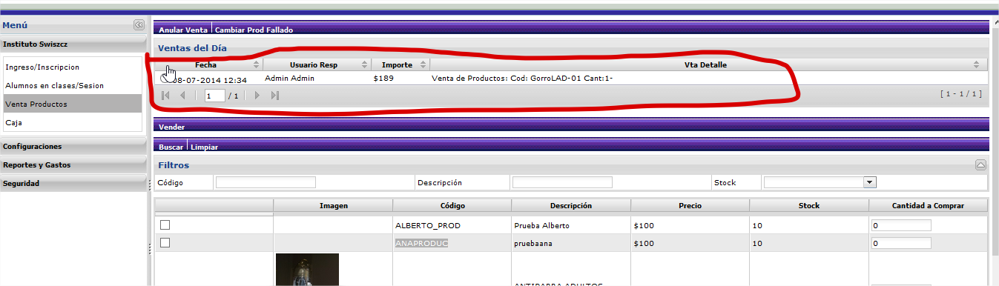 Menú
Anular Venta Cambiar Prod Fallado
Instituto Swiszcz
Ingreso/Inscripcion
Alumnos en clases/Sesion
Venta Productos
Caja
Configuraciones
Reportes y Gastos
Seguridad
Ventas del Día
Fecha Usuario Resp Importe Vta Detalle
08-07-2014 12:34 Admin Admin $189 Venta de Productos: Cod: GorroLAD-01 Cant:1-
1 / 1 [ 1 - 1 / 1 ]
Vender
Buscar Limpiar
Filtros
Código Descripción Stock
Imagen Código Descripción Precio Stock Cantidad a Comprar
ALBERTO_PROD Prueba Alberto $100 10 0
ANAPRODUC pruebaana $100 10 0
ANTIPARRA ADULTOS